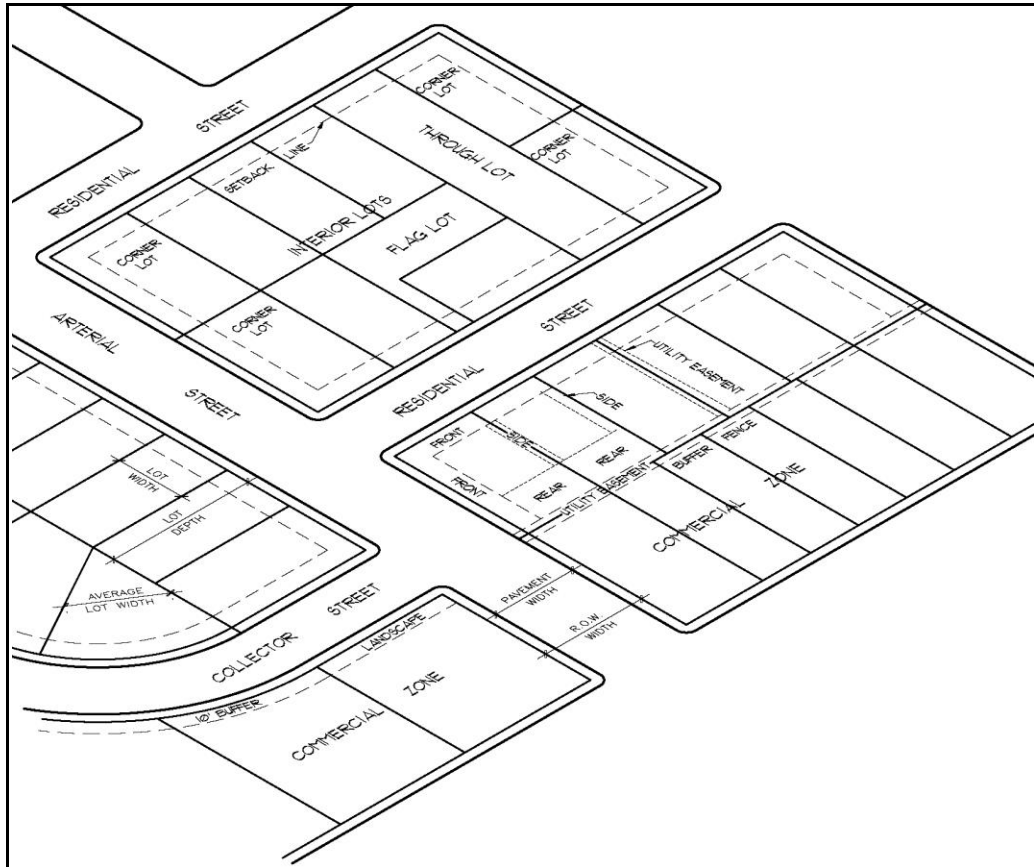 CORNER
LOT
STREET
THROUGH LOT
CORNER
LOT
LINE
SETBACK
RESIDENTIAL
INTERIOR LOTS
FLAG LOT
CORNER
LOT
CORNER
LOT
ARTERIAL
STREET
STREET
UTILITY EASEMENT
RESIDENTIAL
SIDE
FRONT
SIDE
FENCE
BUFFER
REAR
FRONT
REAR
UTILITY EASEMENT
ZONE
COMMERCIAL
LOT
WIDTH
LOT
DEPTH
AVERAGE
LOT WIDTH
PAVEMENT
WIDTH
R.O.W
WIDTH
STREET
COLLECTOR
LANDSCAPE
10' BUFFER
ZONE
COMMERCIAL